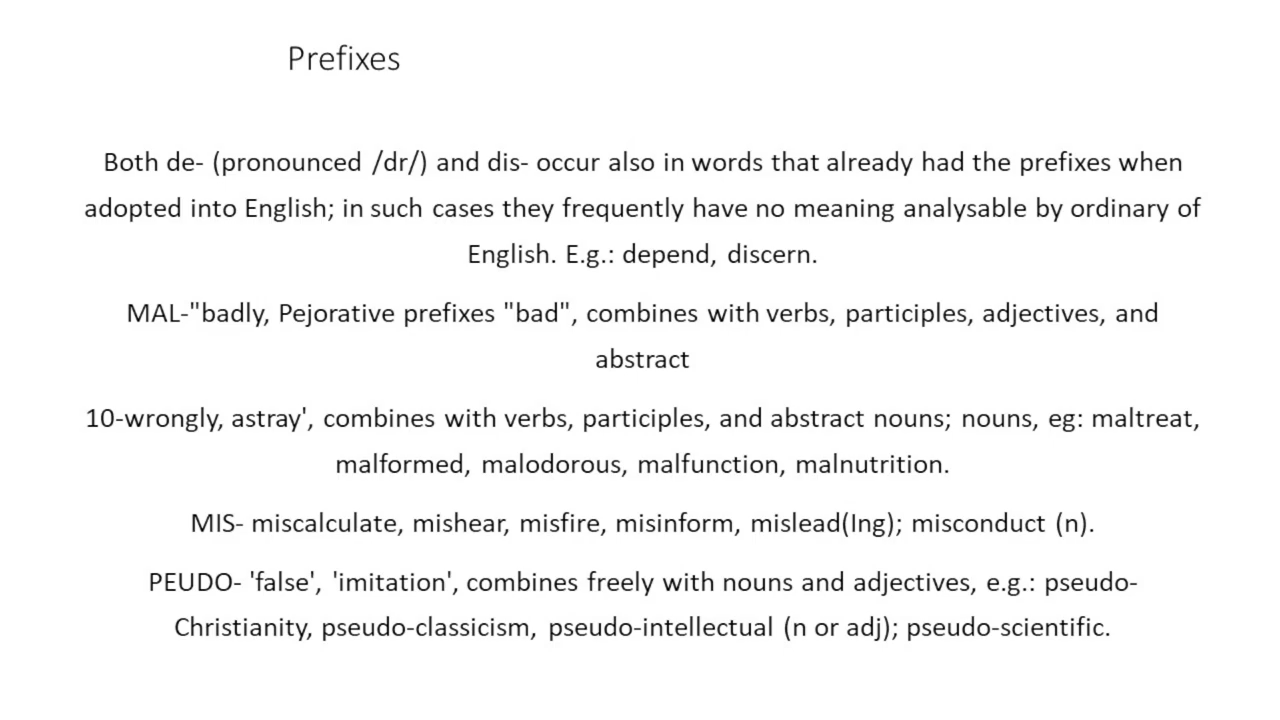 Prefixes
Both de- (pronounced /dr/) and dis- occur also in words that already had the prefixes when
adopted into English; in such cases they frequently have no meaning analysable by ordinary of
English. E.g.: depend, discern.
MAL-"badly, Pejorative prefixes "bad", combines with verbs, participles, adjectives, and
abstract
10-wrongly, astray', combines with verbs, participles, and abstract nouns; nouns, eg: maltreat,
malformed, malodorous, malfunction, malnutrition.
MIS- miscalculate, mishear, misfire, misinform, mislead(Ing); misconduct (n).
PEUDO- 'false', 'imitation', combines freely with nouns and adjectives, e.g.: pseudo-
Christianity, pseudo-classicism, pseudo-intellectual (n or adj); pseudo-scientific.